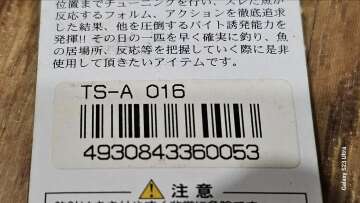 位置までチューニングを行い、スレた魚が
反応するフォルム、アクションを徹底追求
した結果、他を圧倒するバイト誘発能力を
発揮!! その日の一匹を早く確実に釣り、魚
の居場所、反応等を把握していく際に是非
使用して頂きたいアイテムです。
TS-A 016
4930843360053
注意
Galaxy S23 Ultra